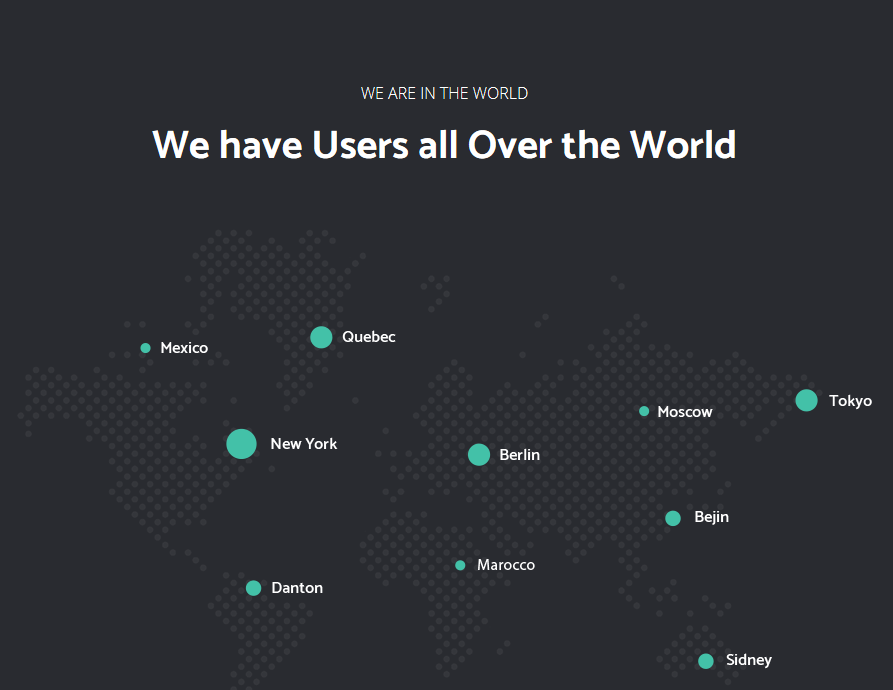 WE ARE IN THE WORLD
We have Users all Over the World
Quebec
Mexico
Tokyo
Moscow
New York
Berlin
Bejin
Marocco
Danton
Sidney